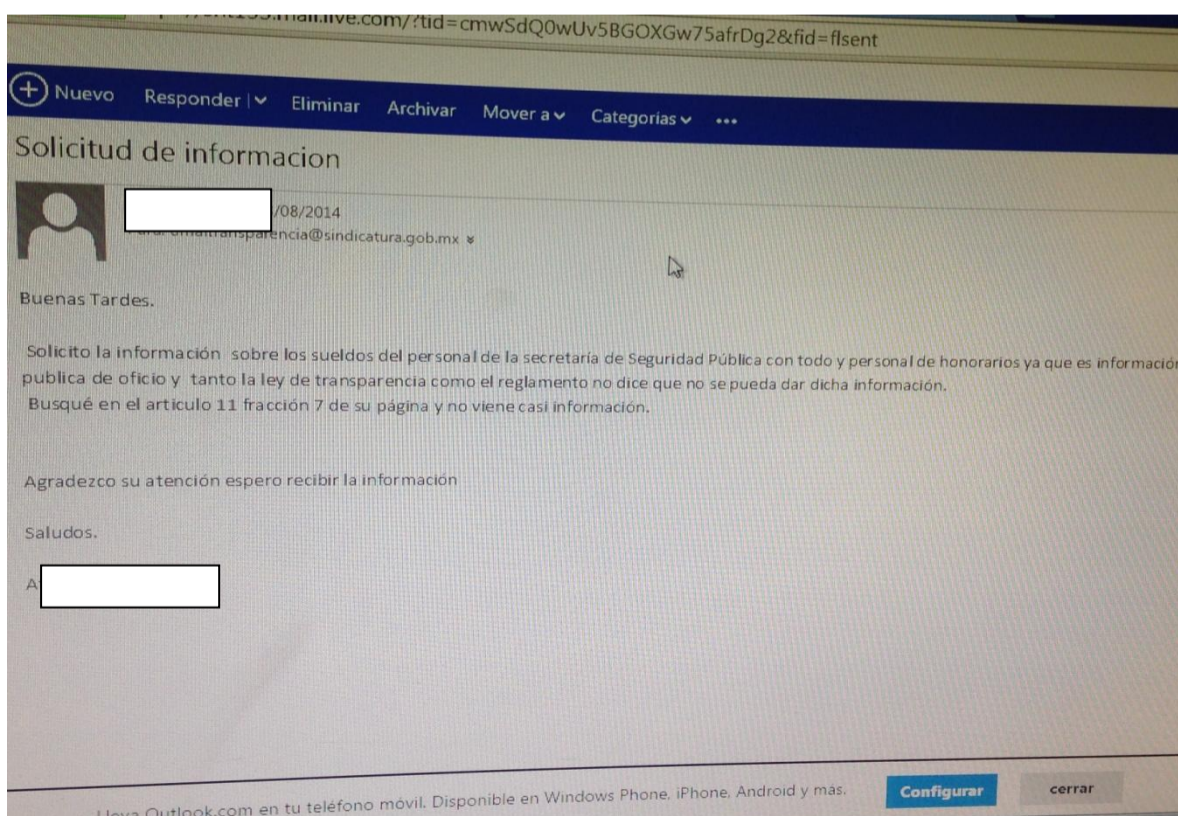 mail.live.com/?tid=cmwSdQ0wUv5BGOXGw75afrDg2&fid=flsent
Nuevo Responder Eliminar Archivar Mover a Categorías ...
Solicitud de informacion
/08/2014
@sindicatura.gob.mx
Buenas Tardes.
Solicito la información sobre los sueldos del personal de la secretaría de Seguridad Pública con todo y personal de honorarios ya que es información
publica de oficio y tanto la ley de transparencia como el reglamento no dice que no se pueda dar dicha información.
Busqué en el articulo 11 fracción 7 de su página y no viene casi información.
Agradezco su atención espero recibir la información
Saludos.
A
Outlook.com en tu teléfono móvil. Disponible en Windows Phone, iPhone, Android y más. Configurar cerrar